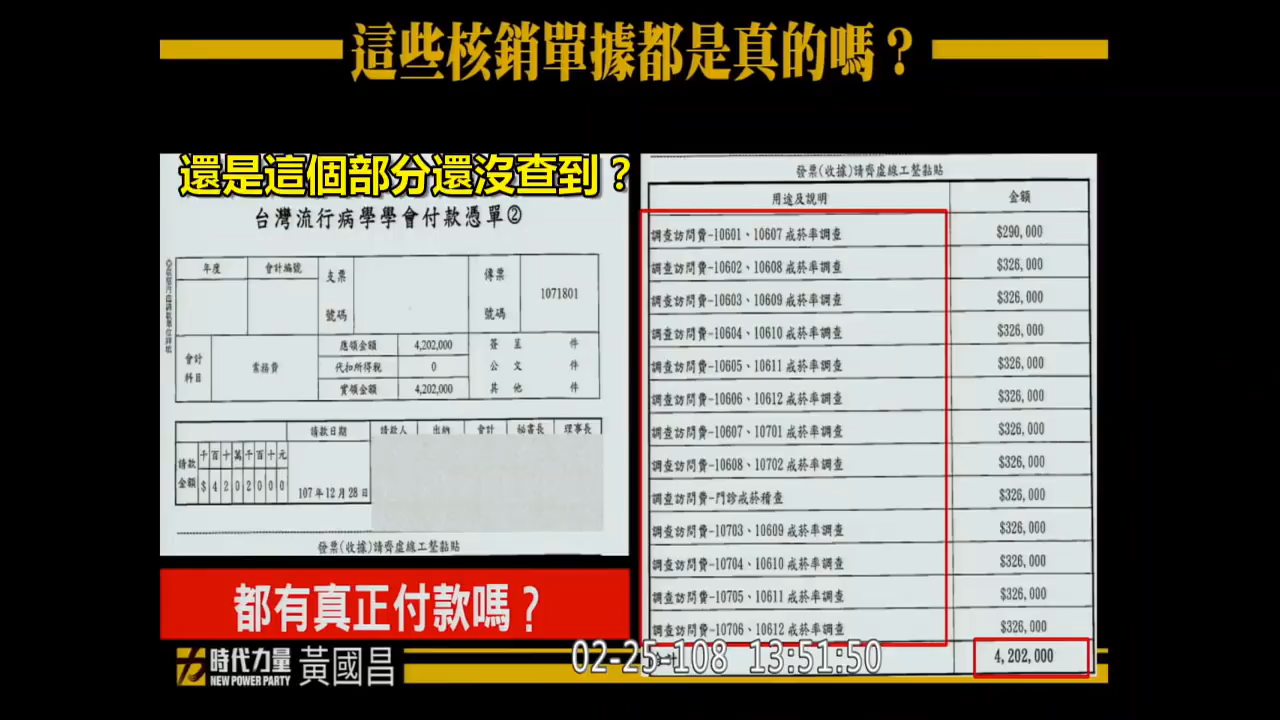 這些核銷單據都是真的嗎？
還是這個部分還沒查到？
台灣流行病學學會付款憑單②
年度
會計編號
支票號碼
傳票號碼
1071801
會計科目
業務費
應領金額
4,202,000
簽呈 件
代扣所得稅
0
公文 件
實領金額
4,202,000
其他 件
請款日期
請款人
出納
會計
秘書長
理事長
請款金額
千百十萬千百十元
$4202000
107年12月28日
發票(收據)請齊虛線工整黏貼
都有真正付款嗎？
發票(收據)請齊虛線工整黏貼
用途及說明 金額
調查訪問費-10601、10607戒菸率調查 $290,000
調查訪問費-10602、10608戒菸率調查 $326,000
調查訪問費-10603、10609戒菸率調查 $326,000
調查訪問費-10604、10610戒菸率調查 $326,000
調查訪問費-10605、10611戒菸率調查 $326,000
調查訪問費-10606、10612戒菸率調查 $326,000
調查訪問費-10607、10701戒菸率調查 $326,000
調查訪問費-10608、10702戒菸率調查 $326,000
調查訪問費-門診戒菸稽查 $326,000
調查訪問費-10703、10609戒菸率調查 $326,000
調查訪問費-10704、10610戒菸率調查 $326,000
調查訪問費-10705、10611戒菸率調查 $326,000
調查訪問費-10706、10612戒菸率調查 $326,000
4,202,000
時代力量
NEW POWER PARTY
黃國昌
02-25-108 13:51:50